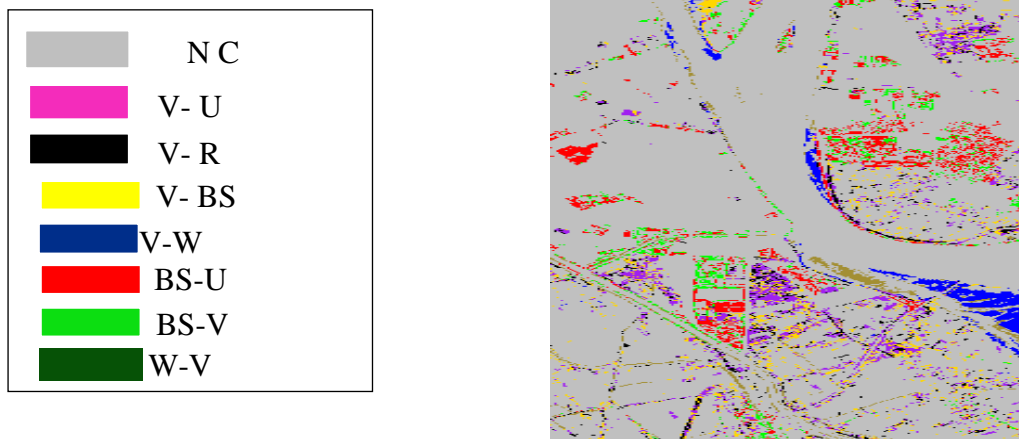 N C
V- U
V- R
V- BS
V-W
BS-U
BS-V
W-V